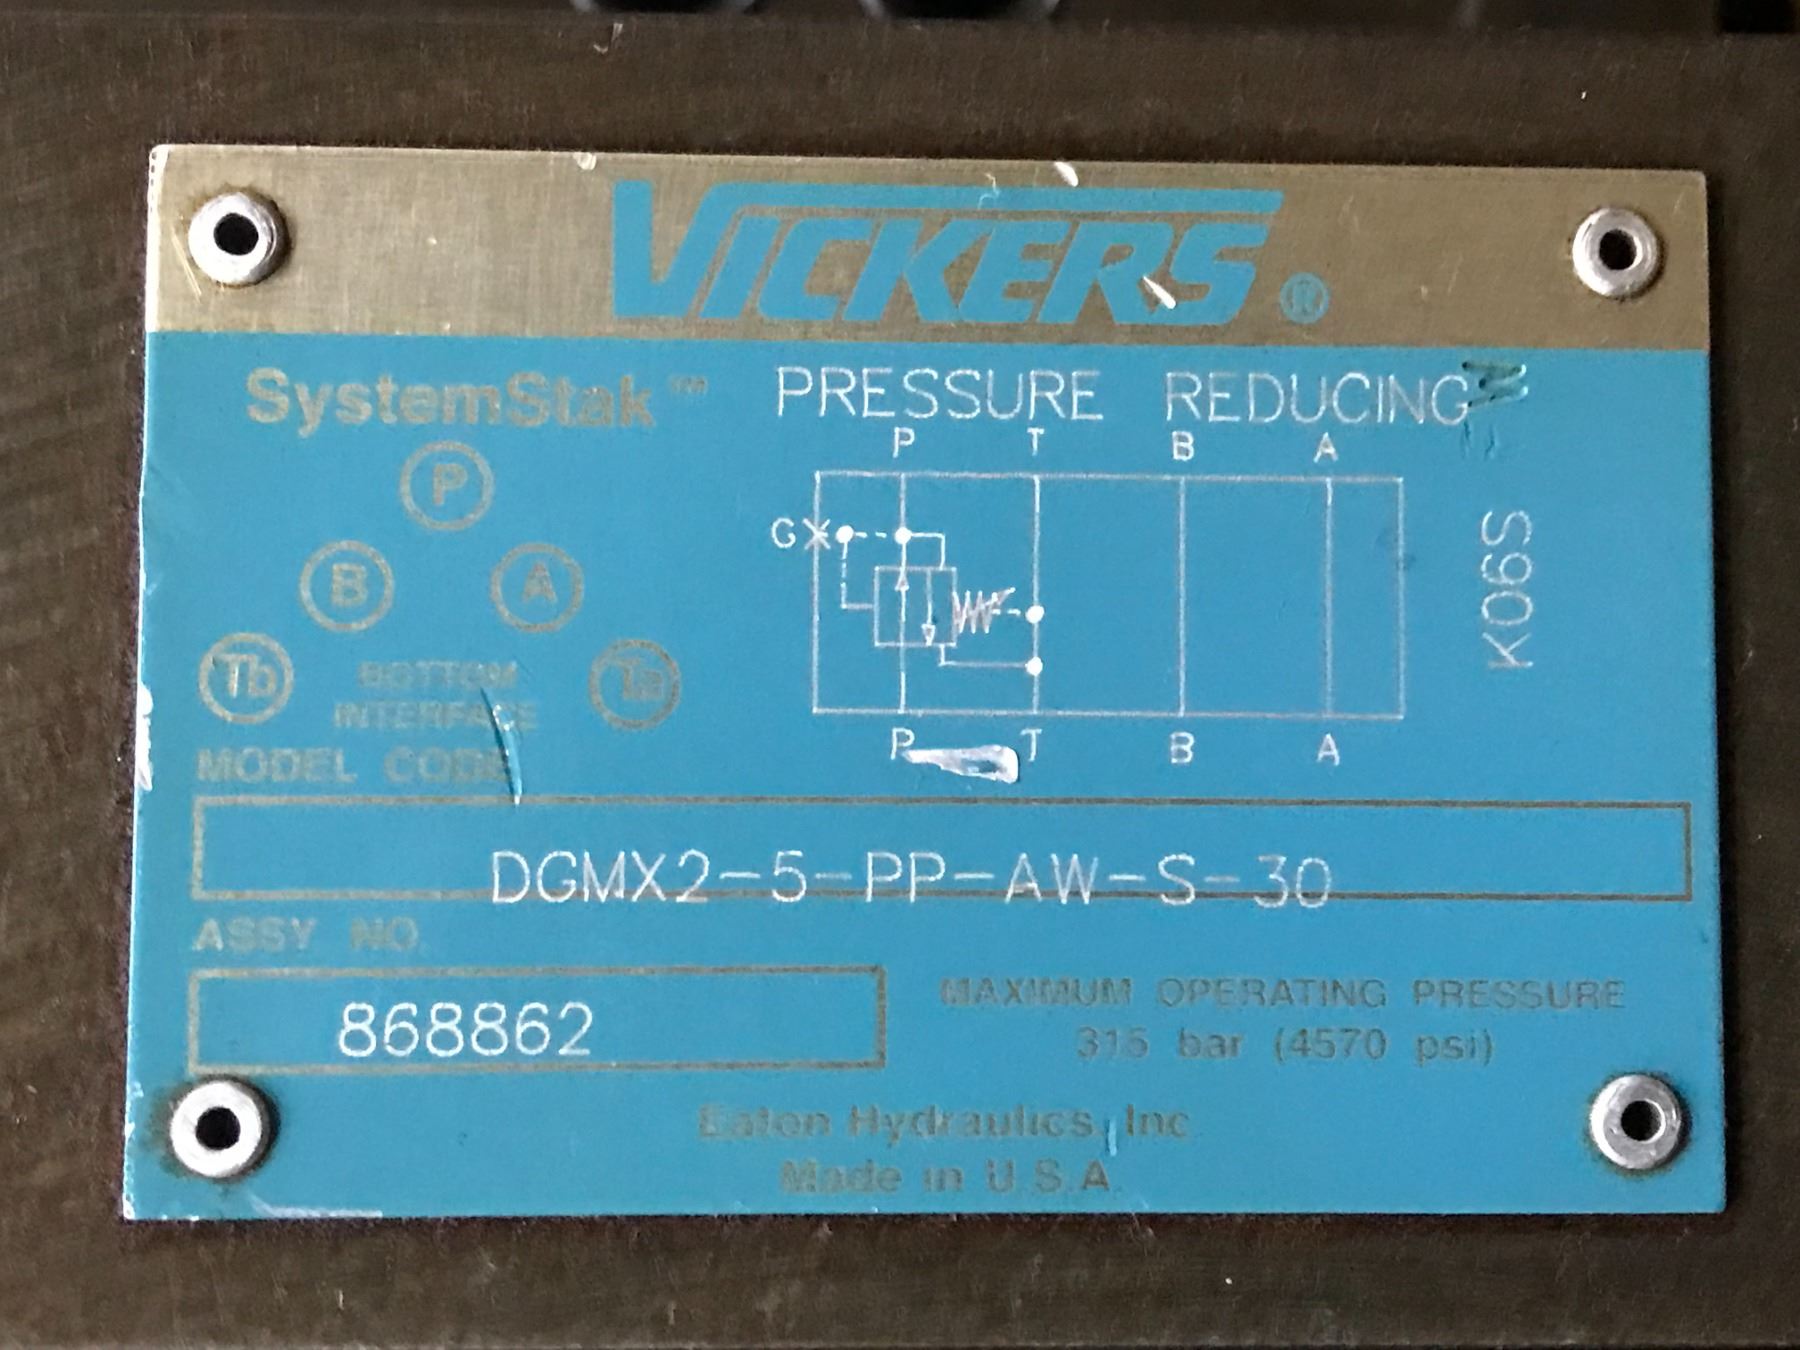 VICKERS ®
SystemStak™ PRESSURE REDUCING
P T B A
P
G
B A
K06S
Tb BOTTOM Ta
INTERFACE
P T B A
MODEL CODE
DGMX2-5-PP-AW-S-30
ASSY NO.
868862
MAXIMUM OPERATING PRESSURE
315 bar (4570 psi)
Eaton Hydraulics, Inc
Made in U.S.A